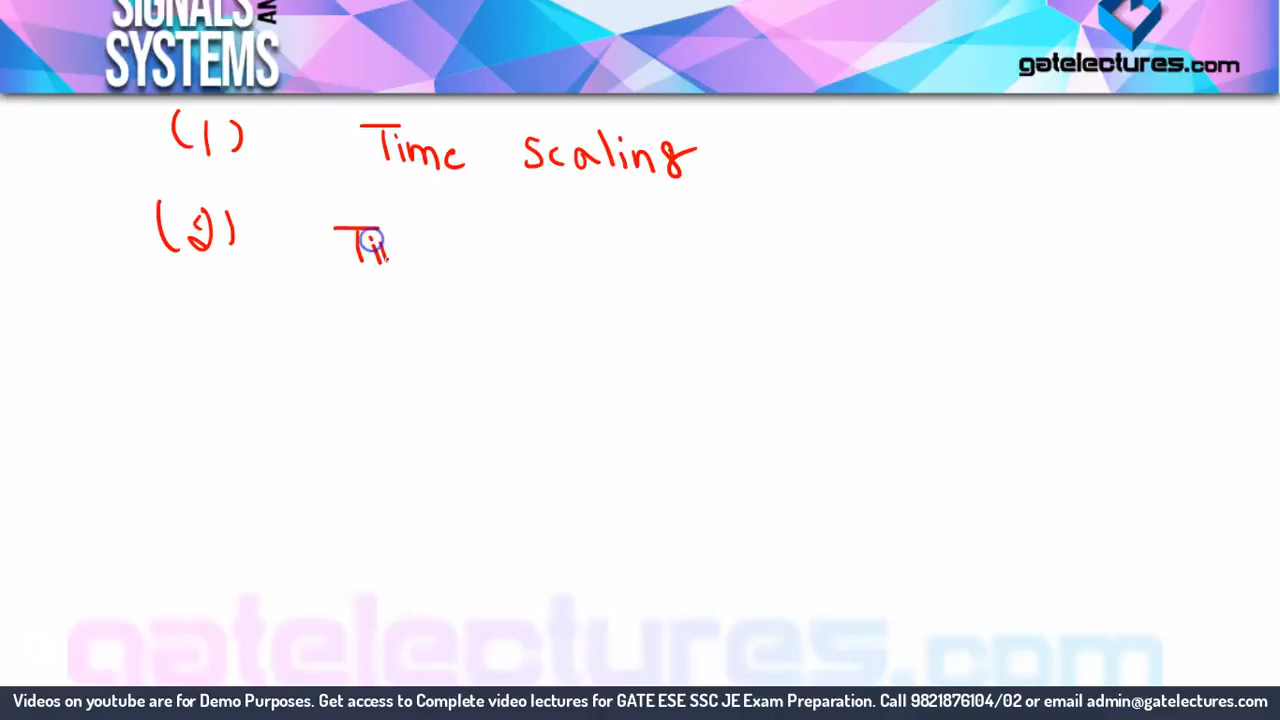 SIGNALS AND
SYSTEMS
gatelectures.com
(1) Time scaling
(2) Ti
gatelectures.com
Videos on youtube are for Demo Purposes. Get access to Complete video lectures for GATE ESE SSC JE Exam Preparation. Call 9821876104/02 or email admin@gatelectures.com